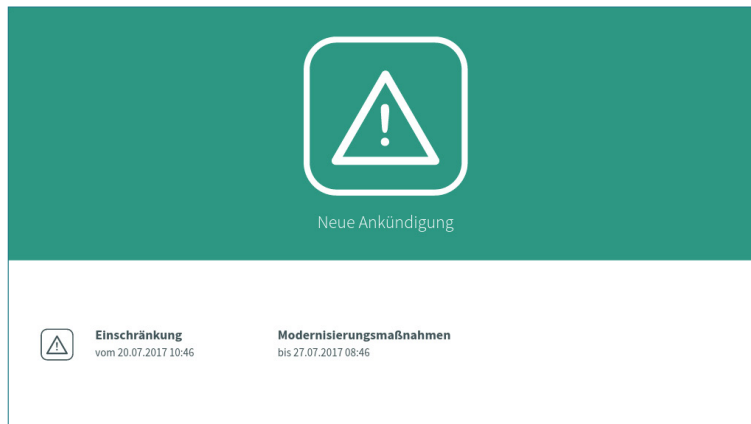 Neue Ankündigung
Einschränkung
vom 20.07.2017 10:46
Modernisierungsmaßnahmen
bis 27.07.2017 08:46